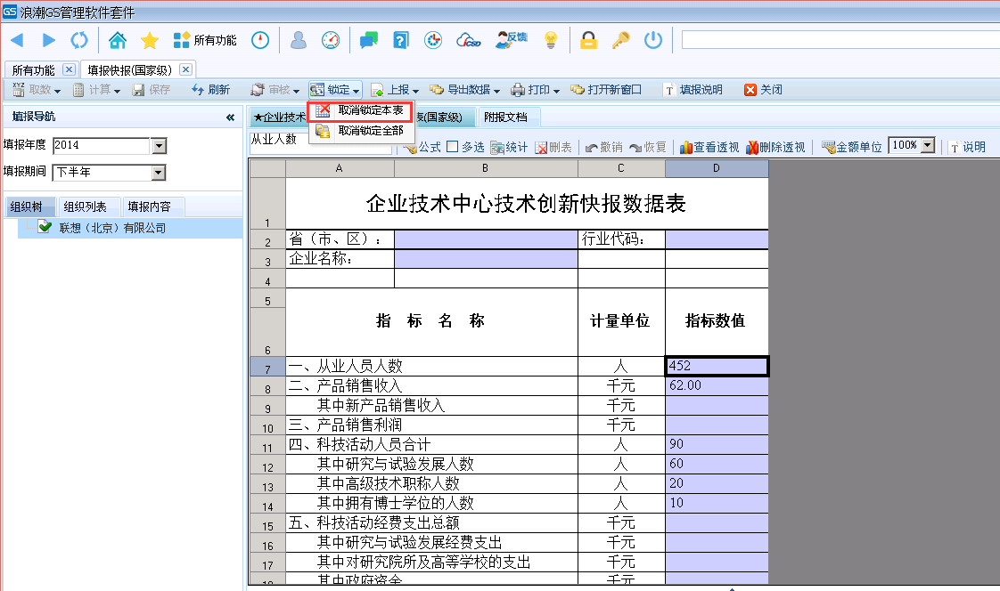 GS 浪潮GS管理软件套件
所有功能 iCSD 反馈
所有功能 填报快报(国家级)
XYZ 取数 计算 保存 刷新 审核 锁定 上报 导出数据 打印 打开新窗口 T 填报说明 关闭
取消锁定本表
取消锁定全部
填报导航 «
填报年度 2014
填报期间 下半年
组织树 组织列表 填报内容
联想（北京）有限公司
★企业技术 表(国家级) 附报文档
从业人数 公式 多选 统计 删表 撤销 恢复 查看透视 删除透视 金额单位 100% T 说明
A B C D
1 企业技术中心技术创新快报数据表
2 省（市、区）： 行业代码：
3 企业名称：
4
5
6 指 标 名 称 计量单位 指标数值
7 一、从业人员人数 人 452
8 二、产品销售收入 千元 62.00
9 其中新产品销售收入 千元
10 三、产品销售利润 千元
11 四、科技活动人员合计 人 90
12 其中研究与试验发展人数 人 60
13 其中高级技术职称人数 人 20
14 其中拥有博士学位的人数 人 10
15 五、科技活动经费支出总额 千元
16 其中研究与试验发展经费支出 千元
17 其中对研究院所及高等学校的支出 千元
18 其中政府资金 千元